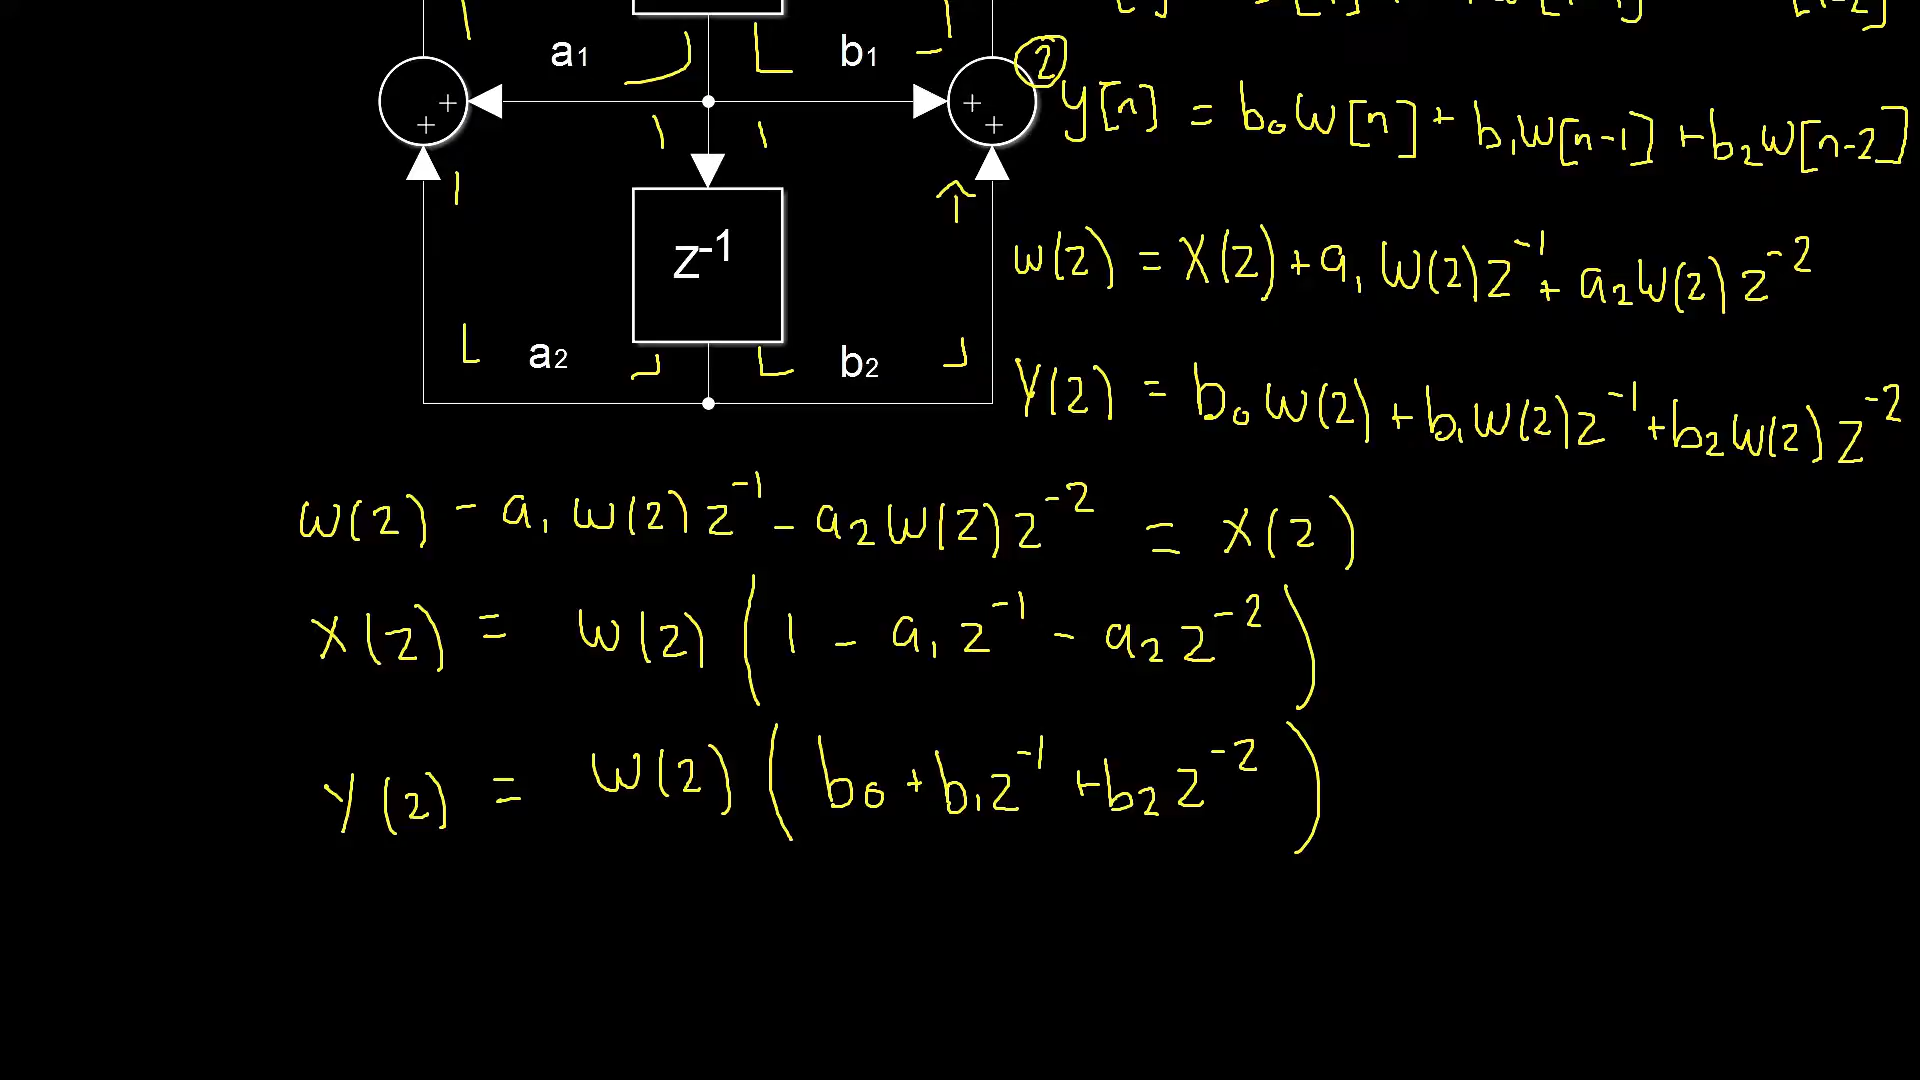 a1
b1
+
+
+
+
②
y[n] = b₀w[n] + b₁w[n-1] + b₂w[n-2]
z⁻¹
w(z) = X(z) + a₁ W(z) z⁻¹ + a₂ W(z) z⁻²
a2
b2
Y(z) = b₀ W(z) + b₁ W(z) z⁻¹ + b₂ W(z) z⁻²
w(z) - a₁ w(z) z⁻¹ - a₂ W(z) z⁻² = X(z)
X(z) = W(z) (1 - a₁ z⁻¹ - a₂ z⁻²)
Y(z) = W(z) (b₀ + b₁ z⁻¹ + b₂ z⁻²)